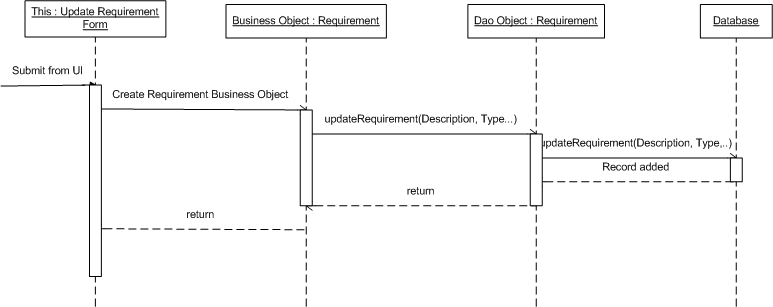 This : Update Requirement
Form
Business Object : Requirement
Dao Object : Requirement
Database
Submit from UI
Create Requirement Business Object
updateRequirement(Description, Type...)
updateRequirement(Description, Type,..)
Record added
return
return